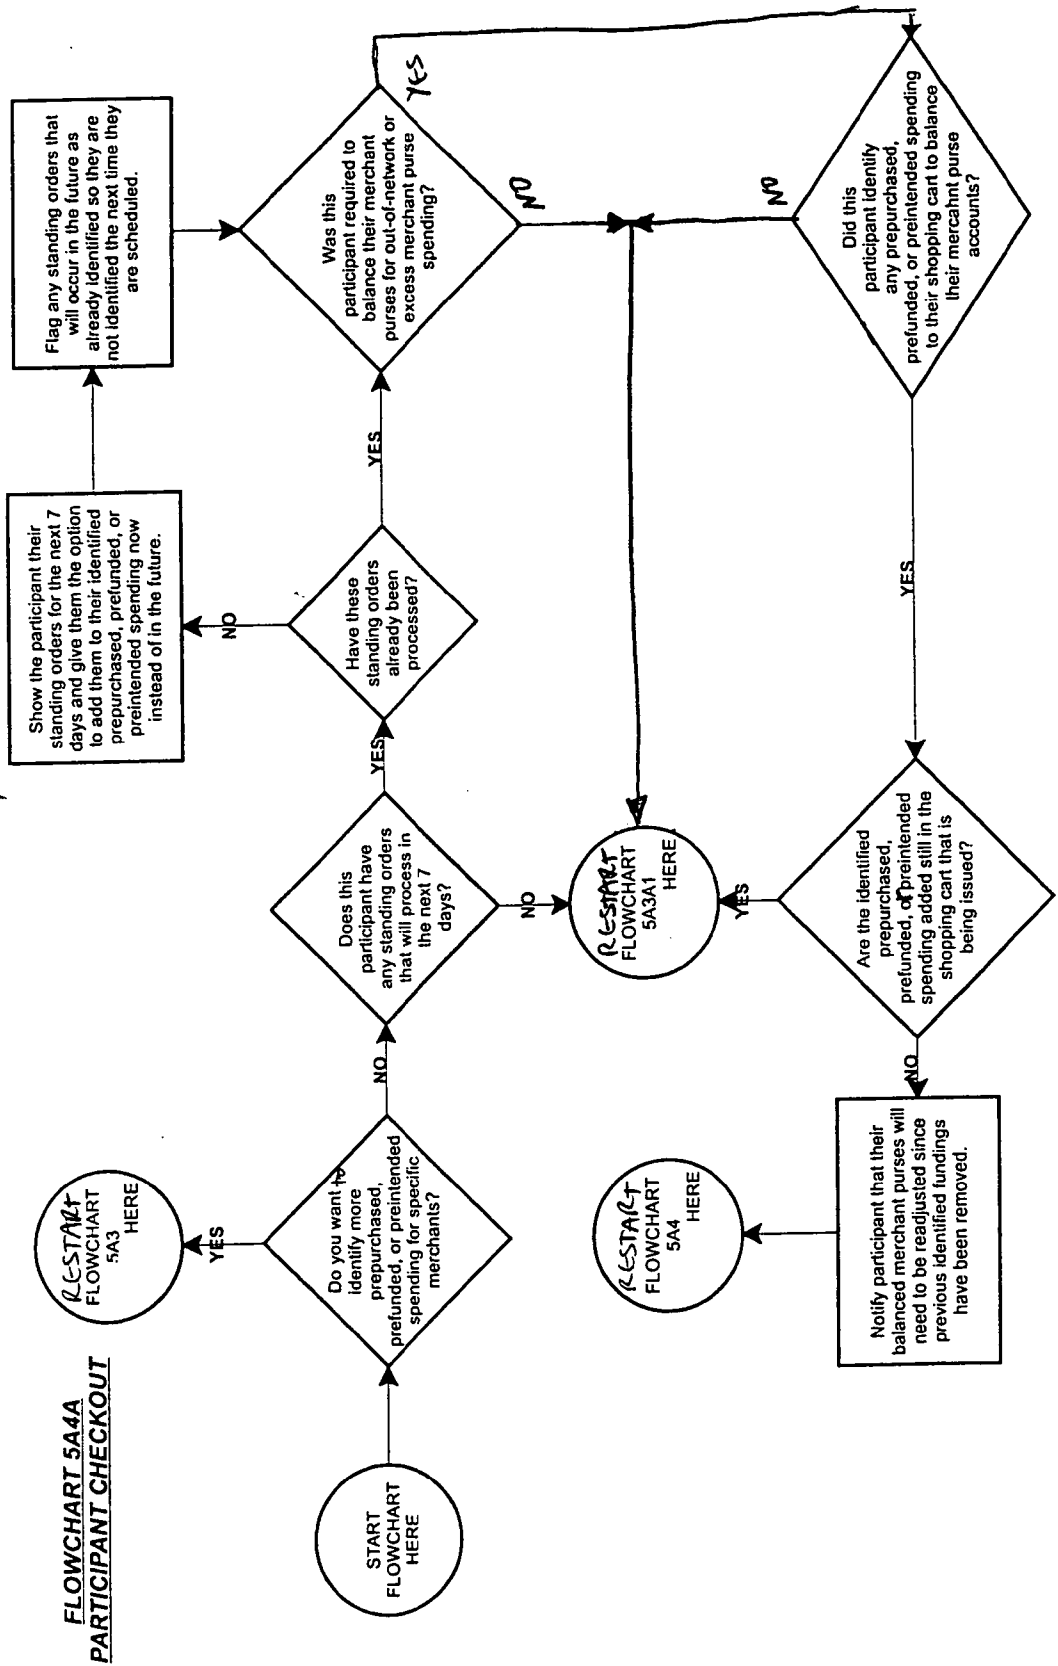 FLOWCHART 5A4A
PARTICIPANT CHECKOUT
START
FLOWCHART
HERE
Do you want to
identify more
prepurchased,
prefunded, or preintended
spending for specific
merchants?
YES
RESTART
FLOWCHART
5A3
HERE
NO
Does this
participant have
any standing orders
that will process in
the next 7
days?
NO
YES
Have these
standing orders
already been
processed?
NO
Show the participant their
standing orders for the next 7
days and give them the option
to add them to their identified
prepurchased, prefunded, or
preintended spending now
instead of in the future.
Flag any standing orders that
will occur in the future as
already identified so they are
not identified the next time they
are scheduled.
YES
Was this
participant required to
balance their merchant
purses for out-of-network or
excess merchant purse
spending?
YES
NO
RESTART
FLOWCHART
5A3A1
HERE
Did this
participant identify
any prepurchased,
prefunded, or preintended spending
to their shopping cart to balance
their mercahnt purse
accounts?
NO
YES
Are the identified
prepurchased,
prefunded, or preintended
spending added still in the
shopping cart that is
being issued?
YES
NO
Notify participant that their
balanced merchant purses will
need to be readjusted since
previous identified fundings
have been removed.
RESTART
FLOWCHART
5A4
HERE